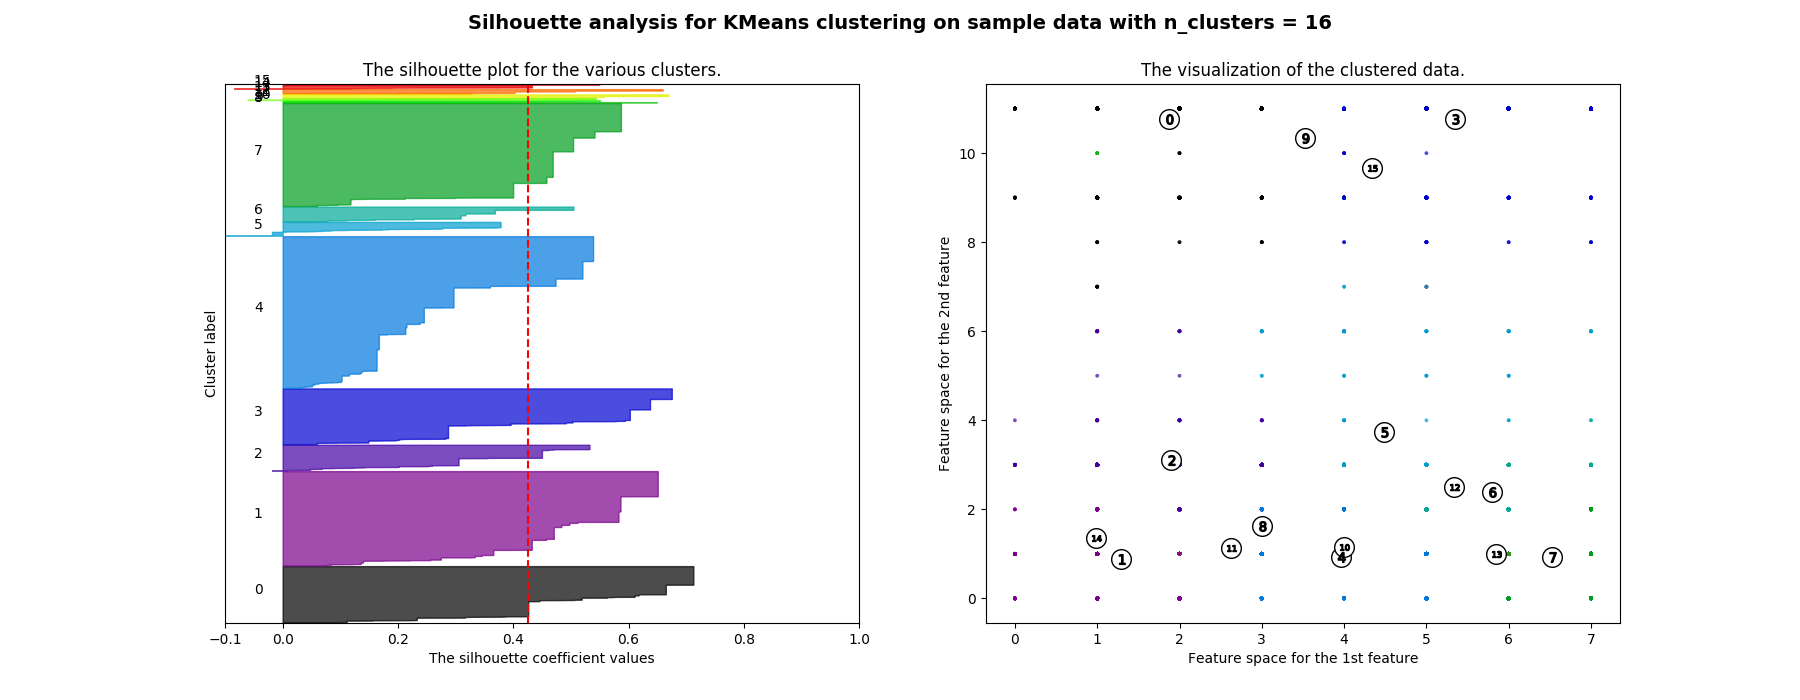 Silhouette analysis for KMeans clustering on sample data with n_clusters = 16
The silhouette plot for the various clusters.
15
7
6
5
4
3
2
1
0
Cluster label
−0.1 0.0 0.2 0.4 0.6 0.8 1.0
The silhouette coefficient values
The visualization of the clustered data.
10
8
6
4
2
0
Feature space for the 2nd feature
0 3
9
15
5
2
12 6
8
14 11 10
1 4 13 7
0 1 2 3 4 5 6 7
Feature space for the 1st feature